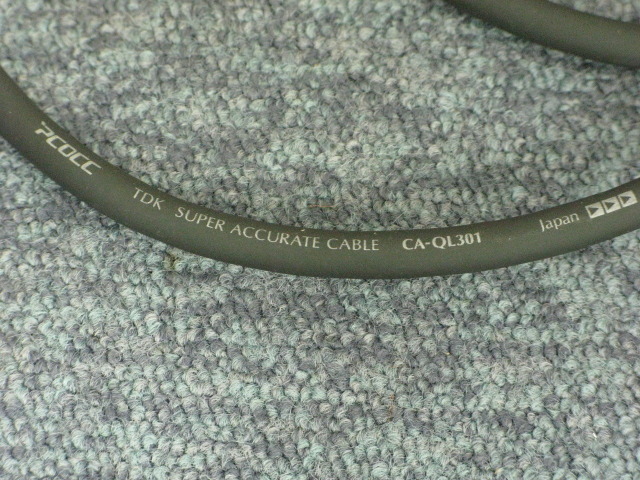 PCOCC TDK SUPER ACCURATE CABLE CA-QL301 Japan